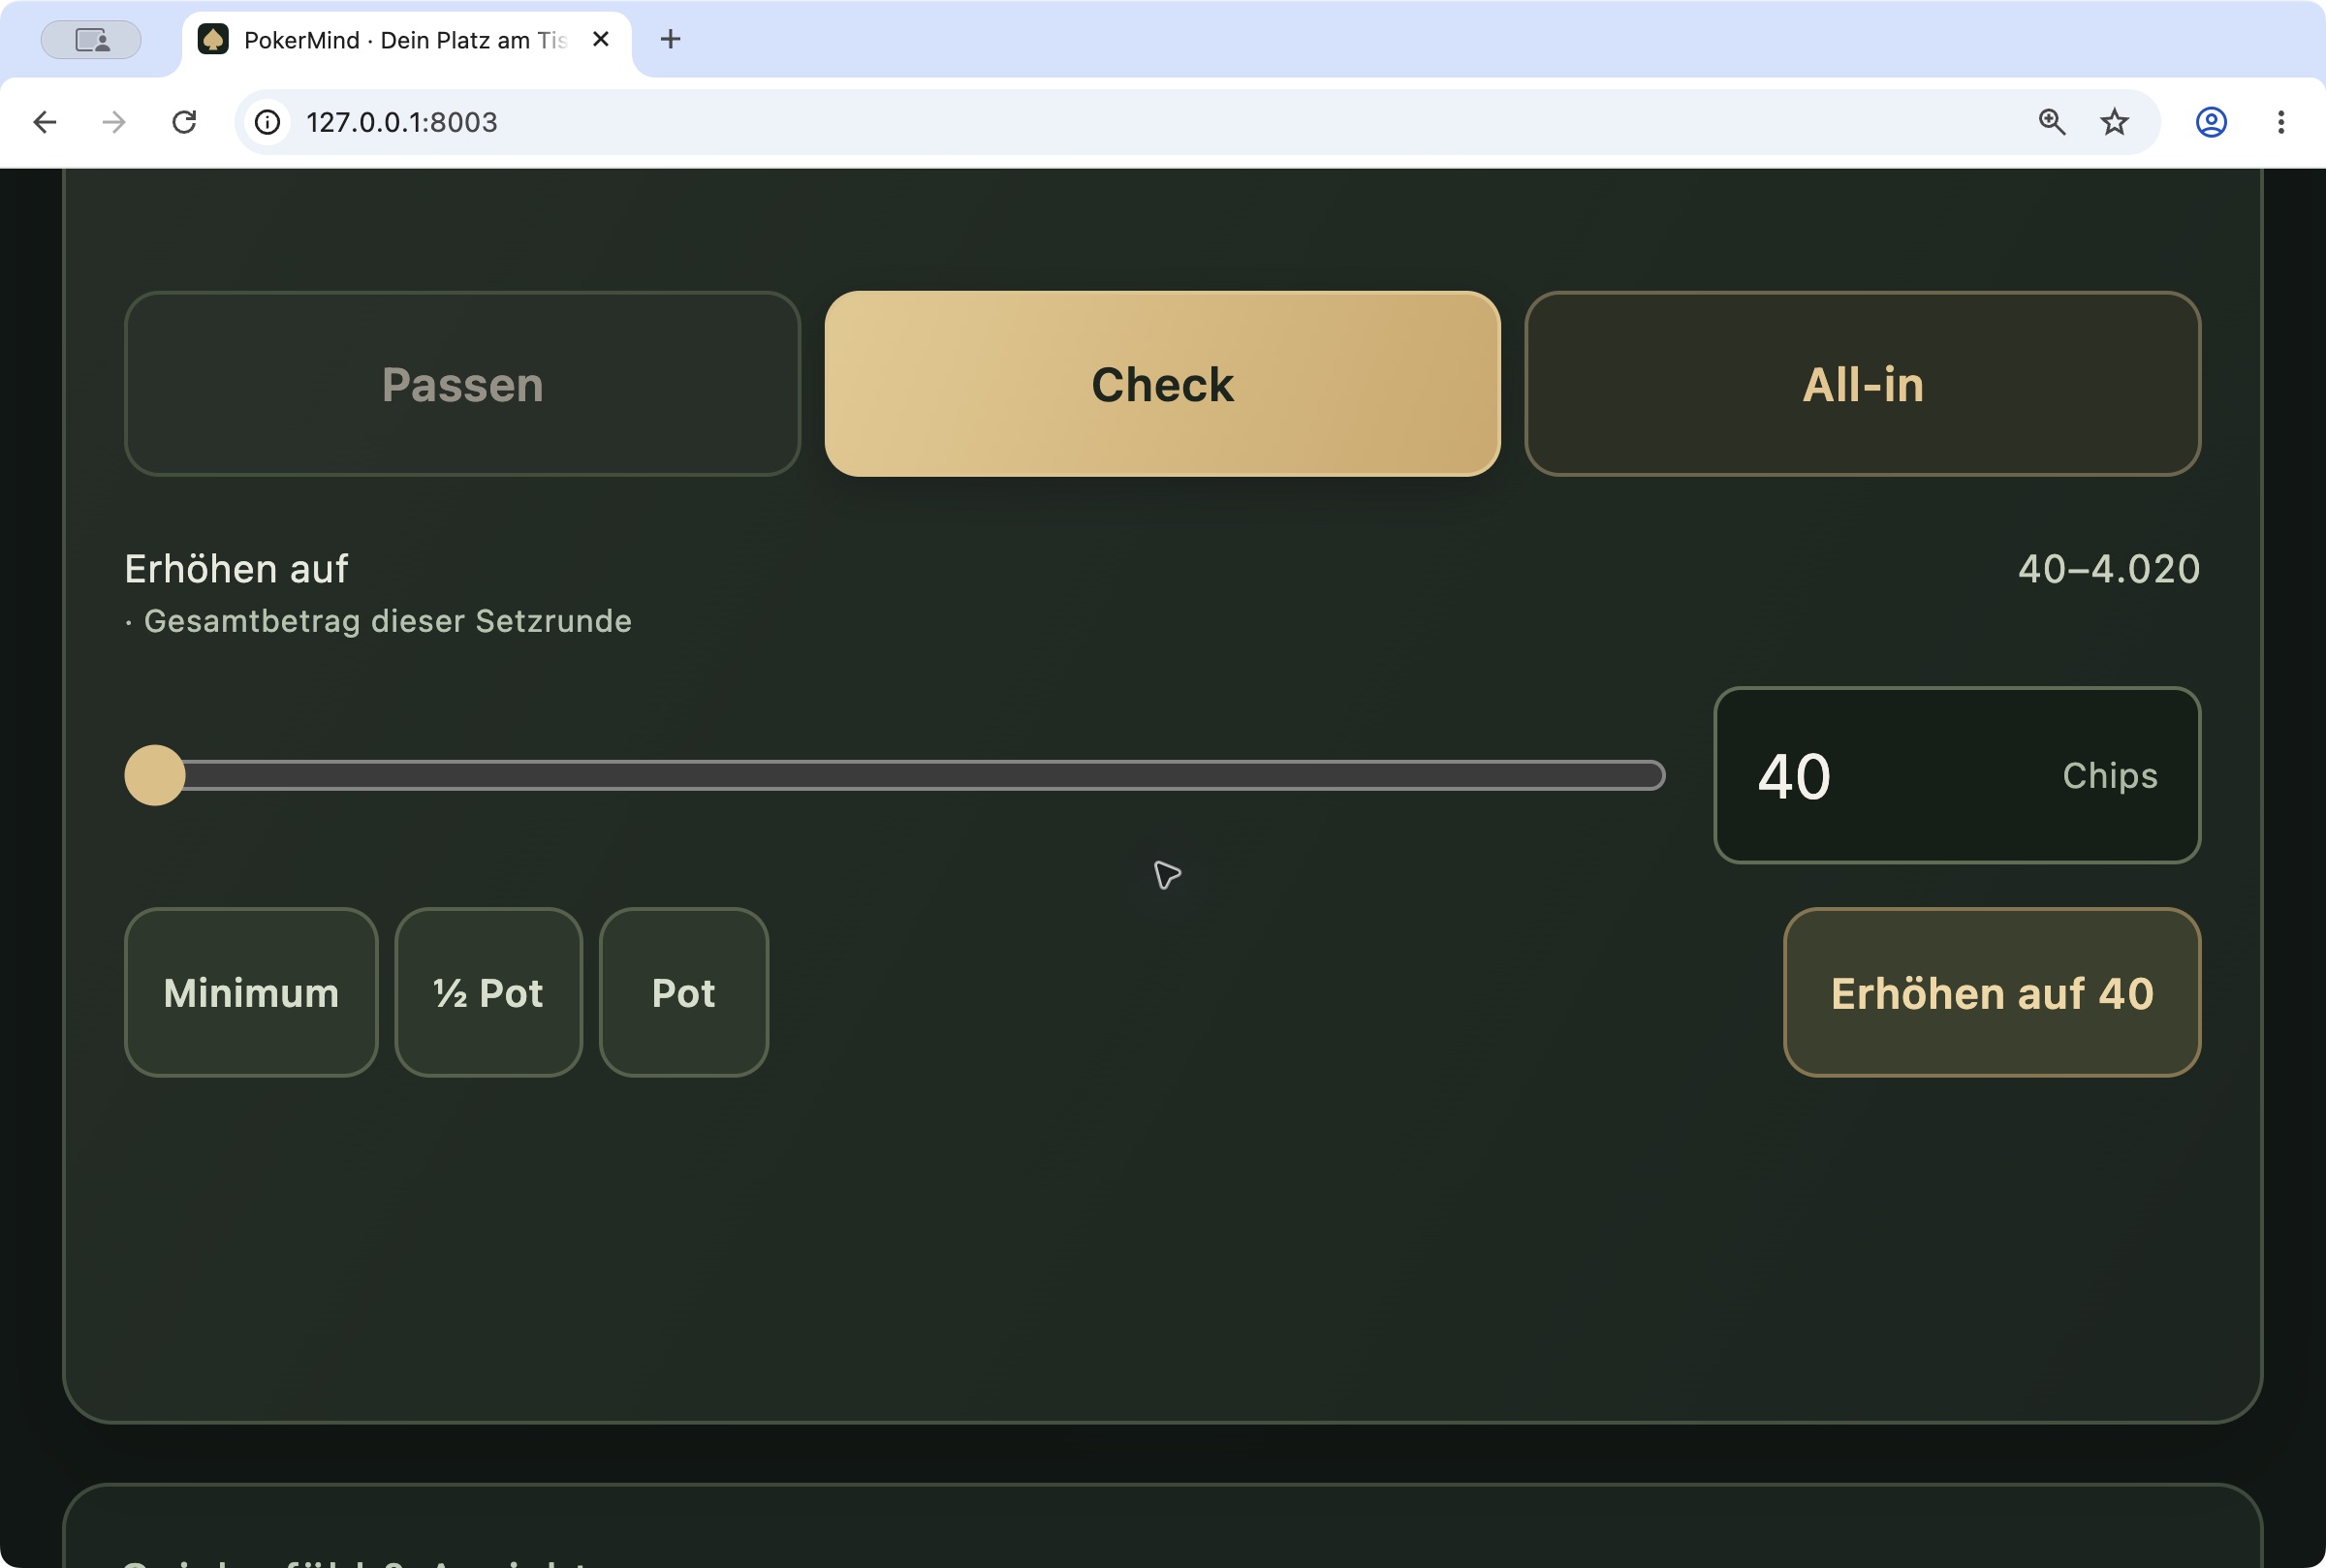 PokerMind · Dein Platz am Tis
127.0.0.1:8003
Passen
Check
All-in
Erhöhen auf
40–4.020
· Gesamtbetrag dieser Setzrunde
40
Chips
Minimum
½ Pot
Pot
Erhöhen auf 40